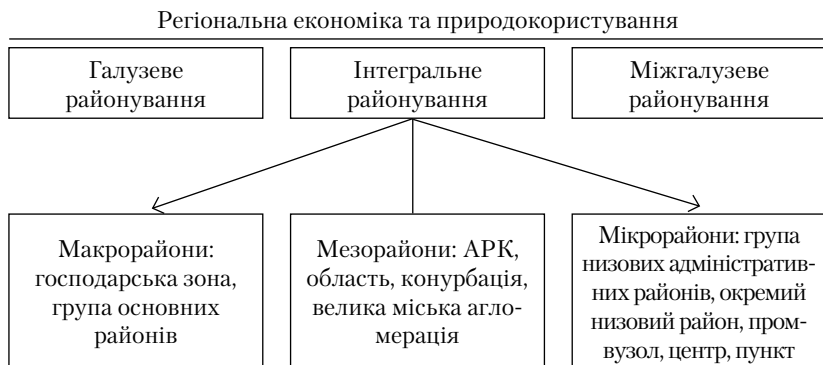 Регіональна економіка та природокористування
Галузеве
районування
Інтегральне
районування
Міжгалузеве
районування
Макрорайони:
господарська зона,
група основних
районів
Мезорайони: АРК,
область, конурбація,
велика міська агло-
мерація
Мікрорайони: група
низових адміністратив-
них районів, окремий
низовий район, пром-
вузол, центр, пункт